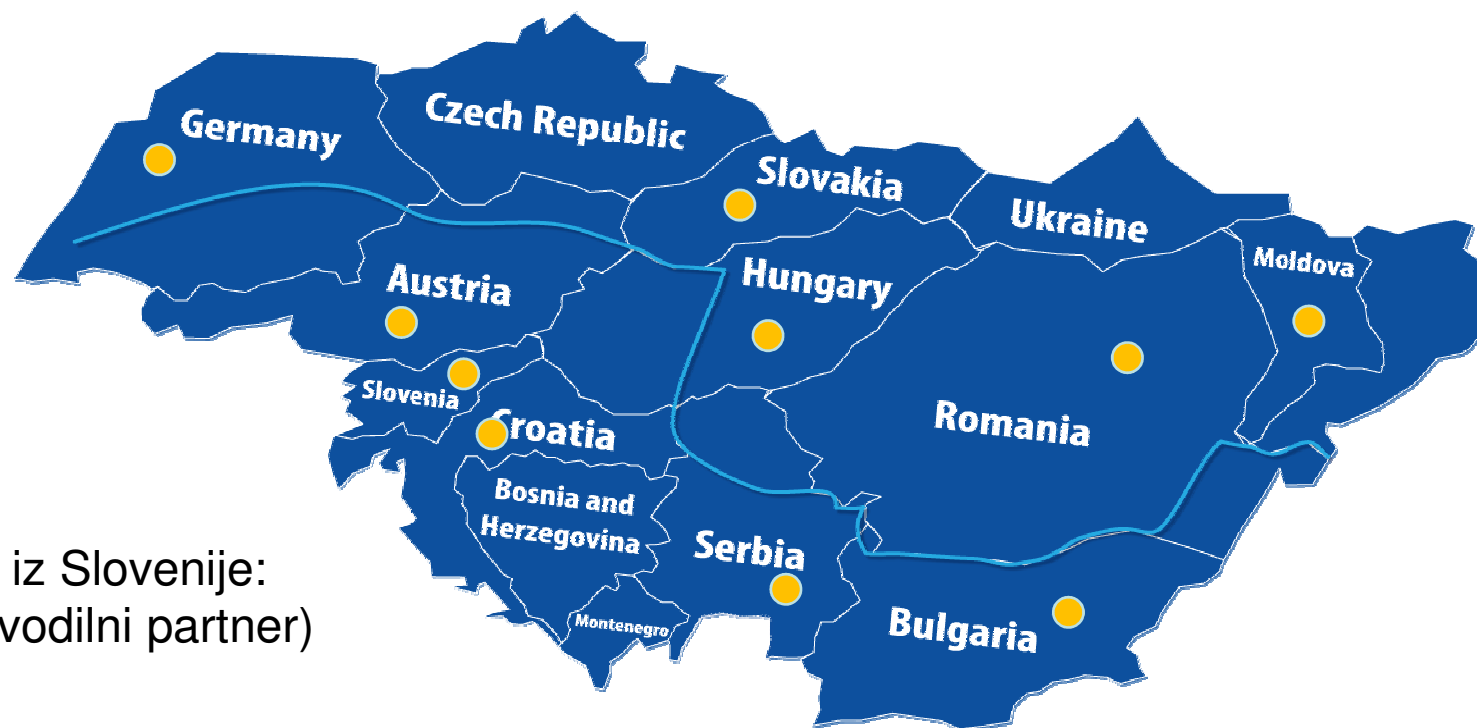 Germany
Czech Republic
Slovakia
Ukraine
Moldova
Austria
Hungary
Slovenia
Croatia
Romania
Bosnia and
Herzegovina
Serbia
Montenegro
Bulgaria
iz Slovenije:
vodilni partner)